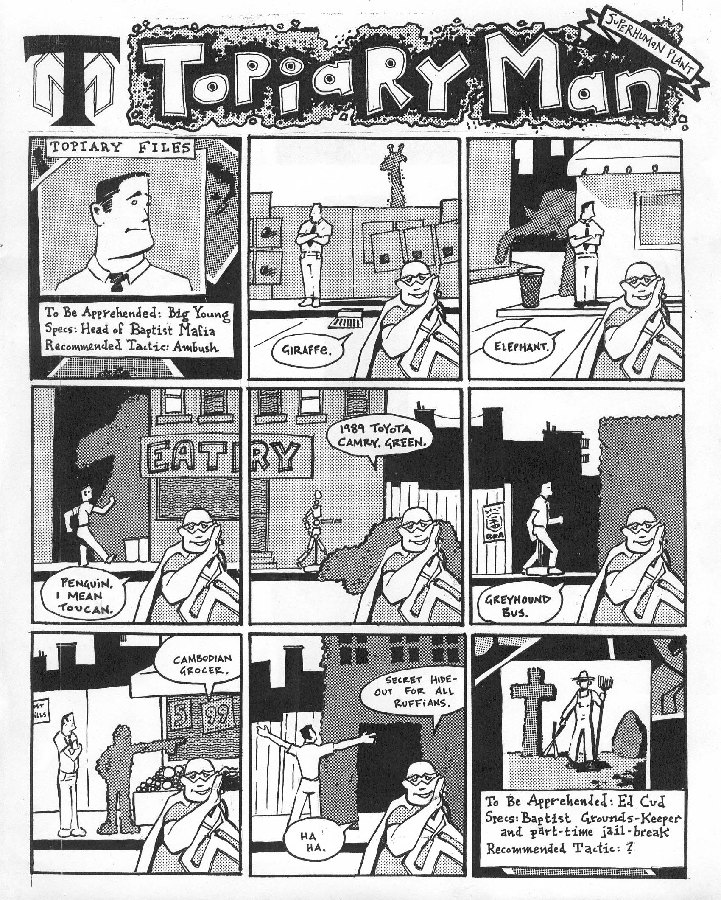 TM
TOPIARY MAN
SUPERHUMAN PLANT
TOPIARY FILES
To Be Apprehended: Big Young
Specs: Head of Baptist Mafia
Recommended Tactic: Ambush
GIRAFFE.
ELEPHANT.
EATERY
PENGUIN.
I MEAN
TOUCAN.
1989 TOYOTA
CAMRY. GREEN.
GREYHOUND
BUS.
CAMBODIAN
GROCER.
5 99
SECRET HIDE-
OUT FOR ALL
RUFFIANS.
HA
HA.
To Be Apprehended: Ed Cud
Specs: Baptist Grounds-Keeper
and part-time jail-break
Recommended Tactic: ?